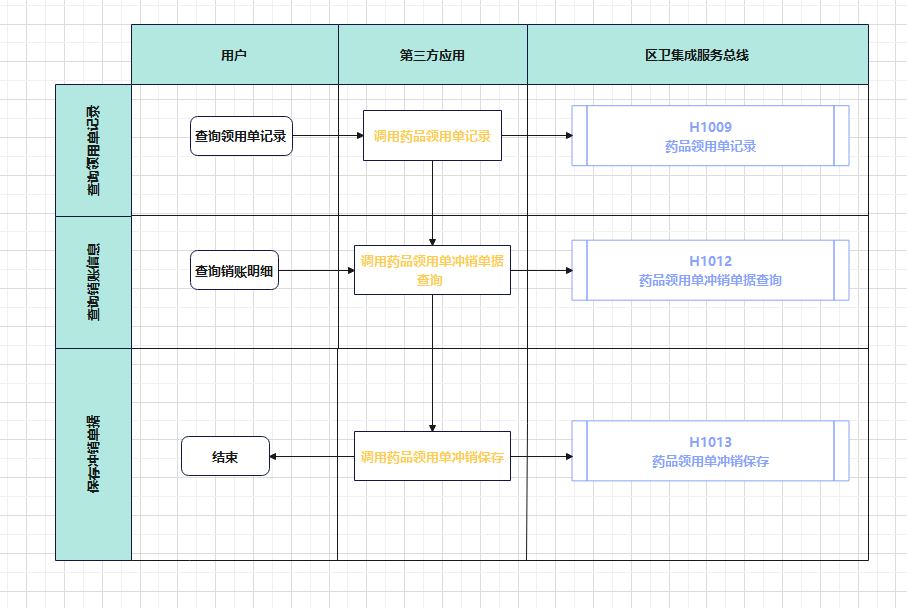 用户
第三方应用
区卫集成服务总线
查询领用单记录
查询领用单记录
调用药品领用单记录
H1009
药品领用单记录
查询销账信息
查询销账明细
调用药品领用单冲销单据
查询
H1012
药品领用单冲销单据查询
保存冲销单据
结束
调用药品领用单冲销保存
H1013
药品领用单冲销保存